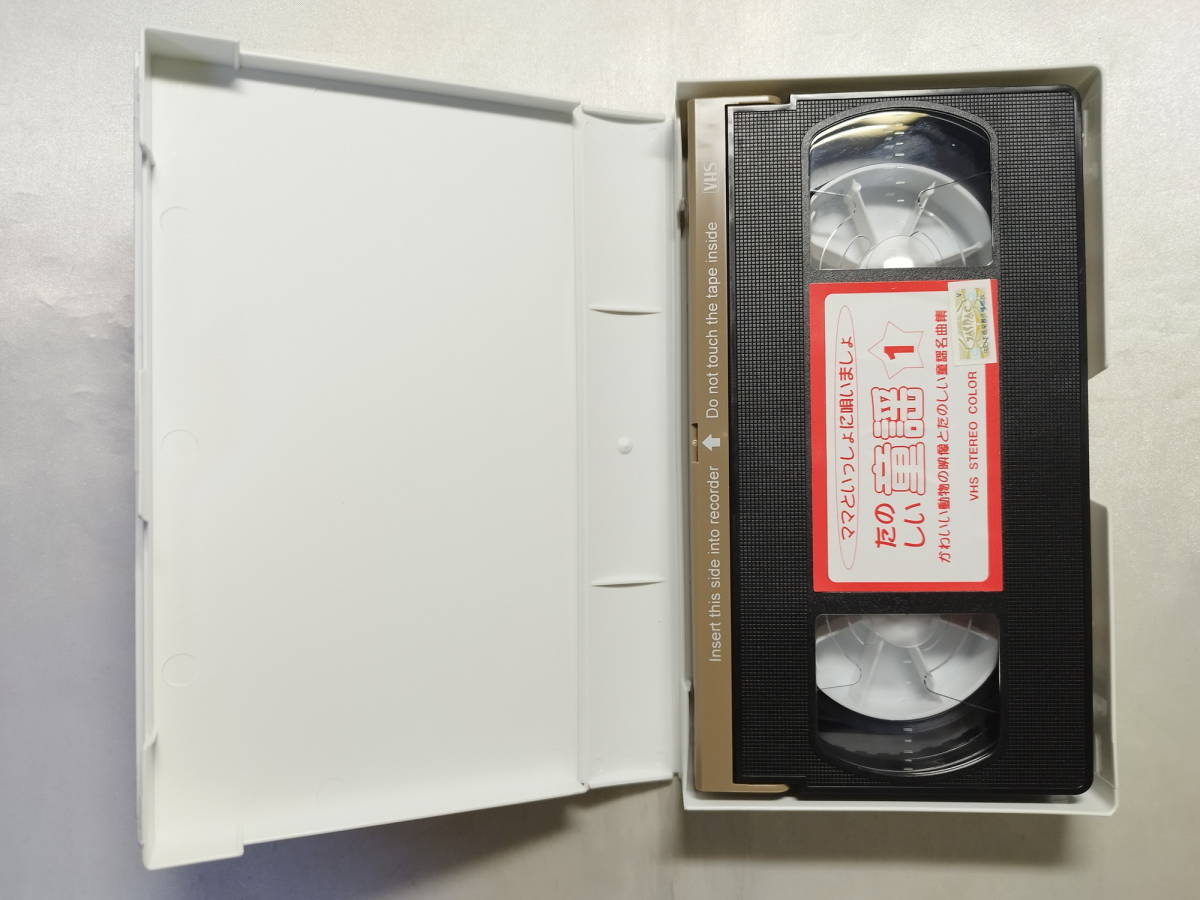 VHS
Insert this side into recorder ⬆ Do not touch the tape inside
ママといっしょに唄いましょ
たのしい童謡 1
かわいい動物の映像とたのしい童謡名曲集
VHS STEREO COLOR